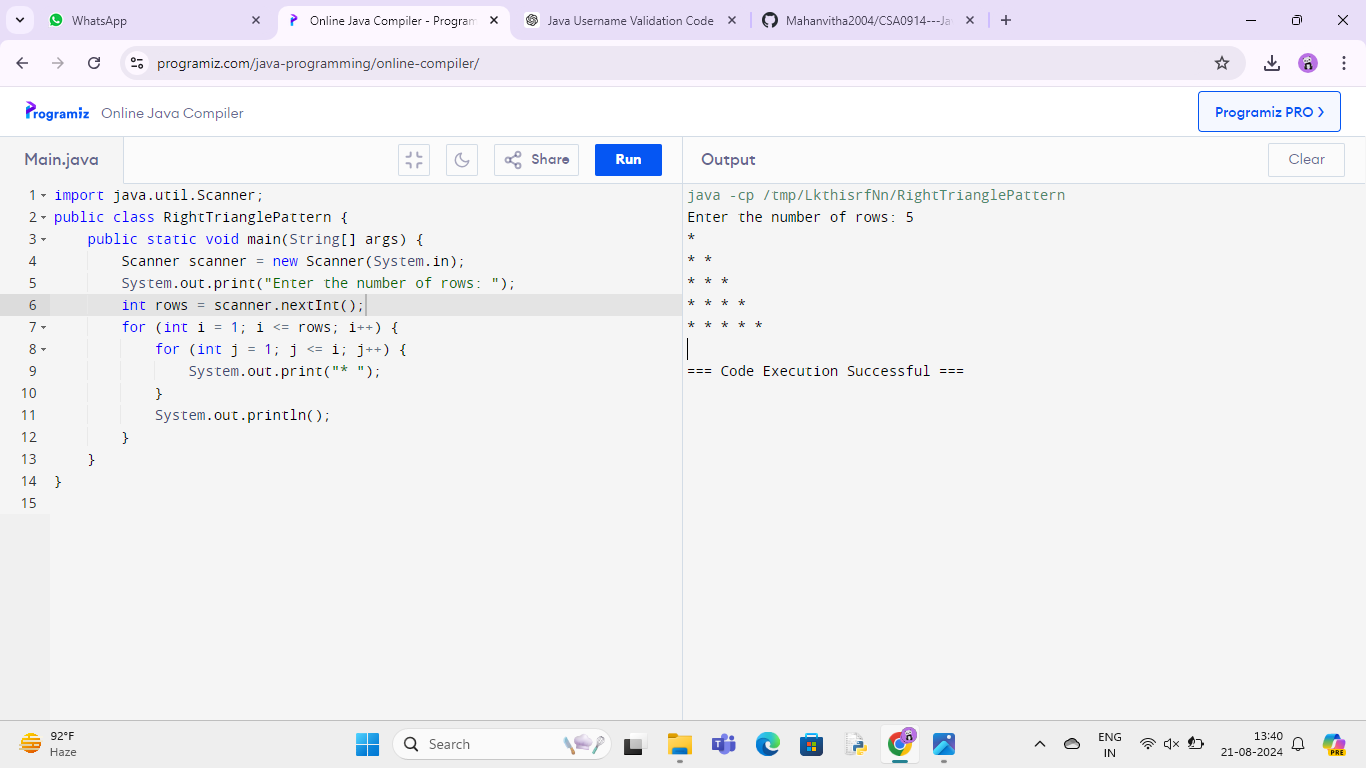 WhatsApp
Online Java Compiler - Program
Java Username Validation Code
Mahanvitha2004/CSA0914---Ja
programiz.com/java-programming/online-compiler/
Programiz Online Java Compiler
Programiz PRO
Main.java
Share
Run
Output
Clear
1 import java.util.Scanner;
2 public class RightTrianglePattern {
3     public static void main(String[] args) {
4         Scanner scanner = new Scanner(System.in);
5         System.out.print("Enter the number of rows: ");
6         int rows = scanner.nextInt();
7         for (int i = 1; i <= rows; i++) {
8             for (int j = 1; j <= i; j++) {
9                 System.out.print("* ");
10             }
11             System.out.println();
12         }
13     }
14 }
15
java -cp /tmp/LkthisrfNn/RightTrianglePattern
Enter the number of rows: 5
*
* *
* * *
* * * *
* * * * *
=== Code Execution Successful ===
92°F
Haze
Search
ENG
IN
13:40
21-08-2024
PRE